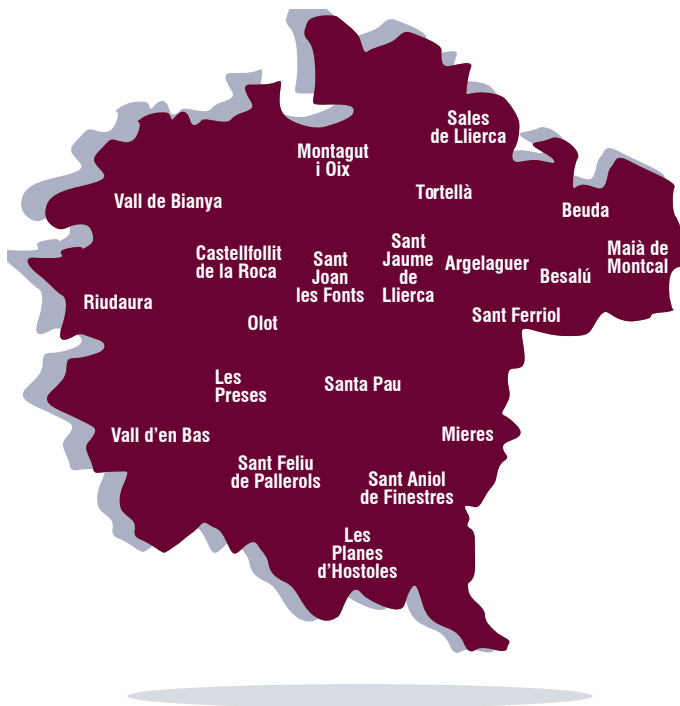 Sales
de Llierca
Montagut
i Oix
Tortellà
Vall de Bianya
Beuda
Castellfollit
de la Roca
Sant
Joan
les Fonts
Sant
Jaume
de
Llierca
Argelaguer
Besalú
Maià de
Montcal
Riudaura
Olot
Sant Ferriol
Les
Preses
Santa Pau
Vall d'en Bas
Mieres
Sant Feliu
de Pallerols
Sant Aniol
de Finestres
Les
Planes
d’Hostoles